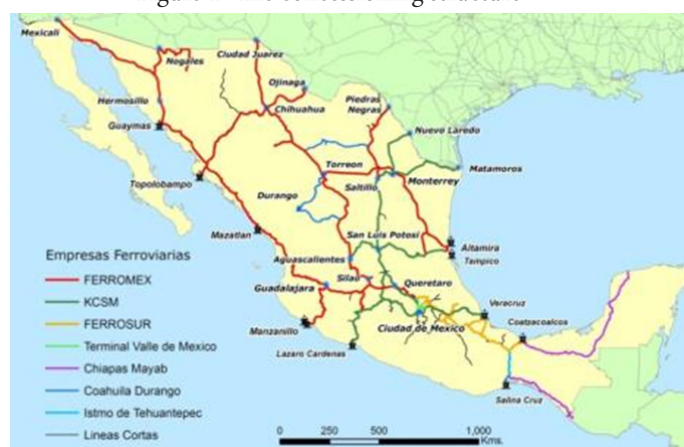 Mexicali
Nogales
Ciudad Juarez
Ojinaga
Hermosillo
Chihuahua
Piedras
Negras
Guaymas
Nuevo Laredo
Topolobampo
Torreon
Saltillo
Monterrey
Matamoros
Durango
Mazatlan
San Luis Potosi
Altamira
Tampico
Aguascalientes
Silao
Queretaro
Guadalajara
Manzanillo
Ciudad de Mexico
Veracruz
Coatzacoalcos
Lazaro Cardenas
Salina Cruz
Empresas Ferroviarias
FERROMEX
KCSM
FERROSUR
Terminal Valle de Mexico
Chiapas Mayab
Coahuila Durango
Istmo de Tehuantepec
Lineas Cortas
0 250 500 1,000
Kms.